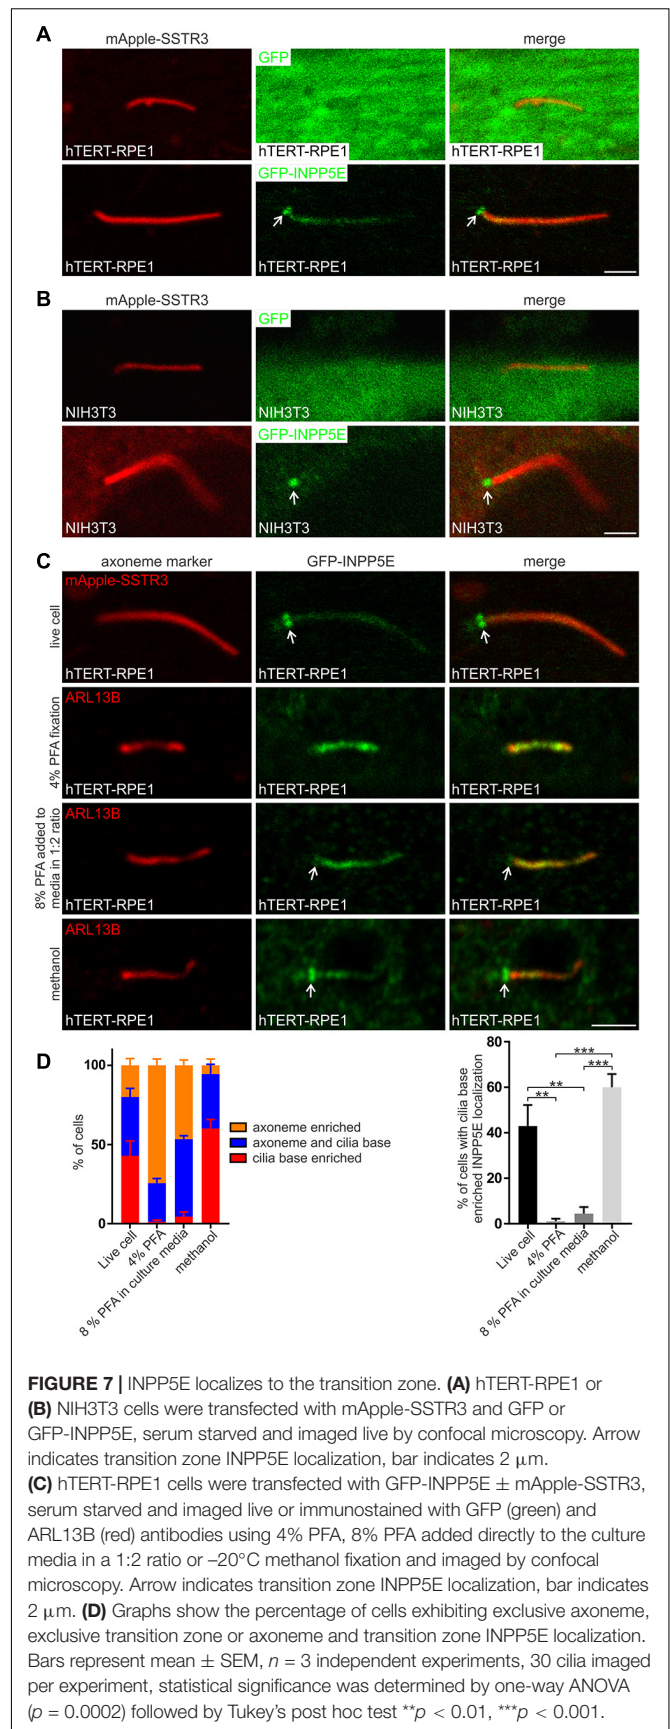 A
mApple-SSTR3
merge
GFP
hTERT-RPE1
hTERT-RPE1
hTERT-RPE1
GFP-INPP5E
hTERT-RPE1
hTERT-RPE1
hTERT-RPE1
B
mApple-SSTR3
merge
GFP
NIH3T3
NIH3T3
NIH3T3
GFP-INPP5E
NIH3T3
NIH3T3
NIH3T3
C
axoneme marker
GFP-INPP5E
merge
live cell
mApple-SSTR3
hTERT-RPE1
hTERT-RPE1
hTERT-RPE1
4% PFA fixation
ARL13B
hTERT-RPE1
hTERT-RPE1
hTERT-RPE1
8% PFA added to
media in 1:2 ratio
ARL13B
hTERT-RPE1
hTERT-RPE1
hTERT-RPE1
methanol
ARL13B
hTERT-RPE1
hTERT-RPE1
hTERT-RPE1
D
% of cells
100
50
0
Live cell
4% PFA
8 % PFA in culture media
methanol
axoneme enriched
axoneme and cilia base
cilia base enriched
% of cells with cilia base
enriched INPP5E localization
80
60
40
20
0
***
***
**
**
Live cell
4% PFA
8 % PFA in culture media
methanol
FIGURE 7 | INPP5E localizes to the transition zone. (A) hTERT-RPE1 or
(B) NIH3T3 cells were transfected with mApple-SSTR3 and GFP or
GFP-INPP5E, serum starved and imaged live by confocal microscopy. Arrow
indicates transition zone INPP5E localization, bar indicates 2 μm.
(C) hTERT-RPE1 cells were transfected with GFP-INPP5E ± mApple-SSTR3,
serum starved and imaged live or immunostained with GFP (green) and
ARL13B (red) antibodies using 4% PFA, 8% PFA added directly to the culture
media in a 1:2 ratio or –20°C methanol fixation and imaged by confocal
microscopy. Arrow indicates transition zone INPP5E localization, bar indicates
2 μm. (D) Graphs show the percentage of cells exhibiting exclusive axoneme,
exclusive transition zone or axoneme and transition zone INPP5E localization.
Bars represent mean ± SEM, n = 3 independent experiments, 30 cilia imaged
per experiment, statistical significance was determined by one-way ANOVA
(p = 0.0002) followed by Tukey's post hoc test **p < 0.01, ***p < 0.001.